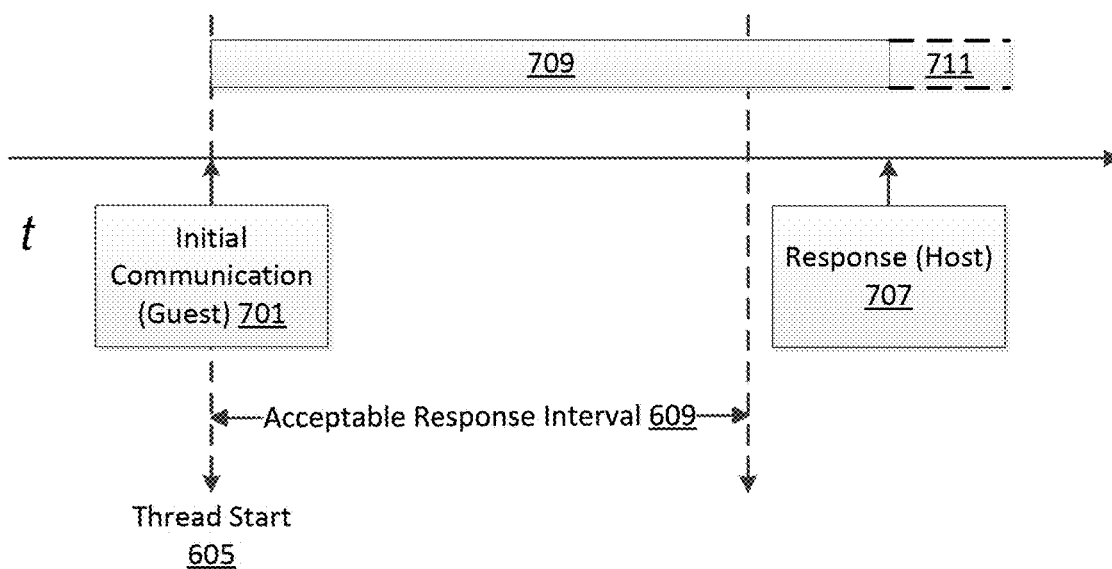 709
711
t
Initial
Communication
(Guest) 701
Response (Host)
707
Acceptable Response Interval 609
Thread Start
605